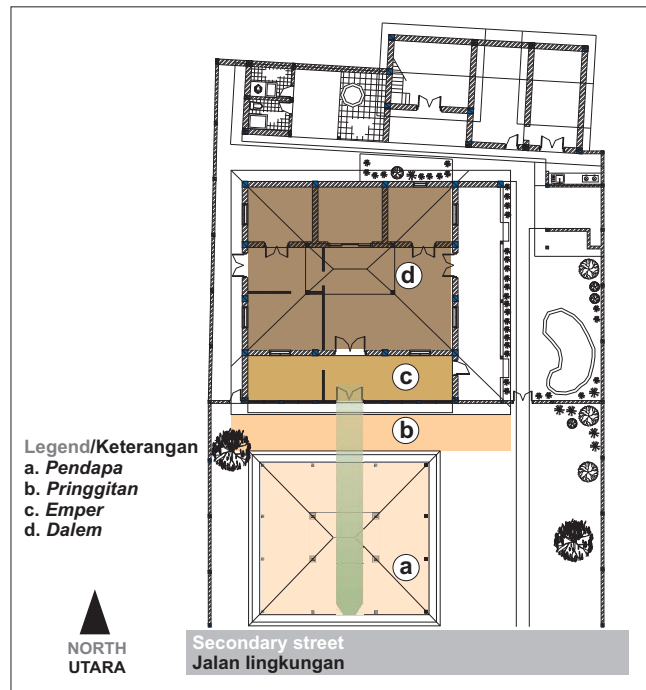 d
c
b
Legend/Keterangan
a. Pendapa
b. Pringgitan
c. Emper
d. Dalem
a
NORTH
UTARA
Secondary street
Jalan lingkungan